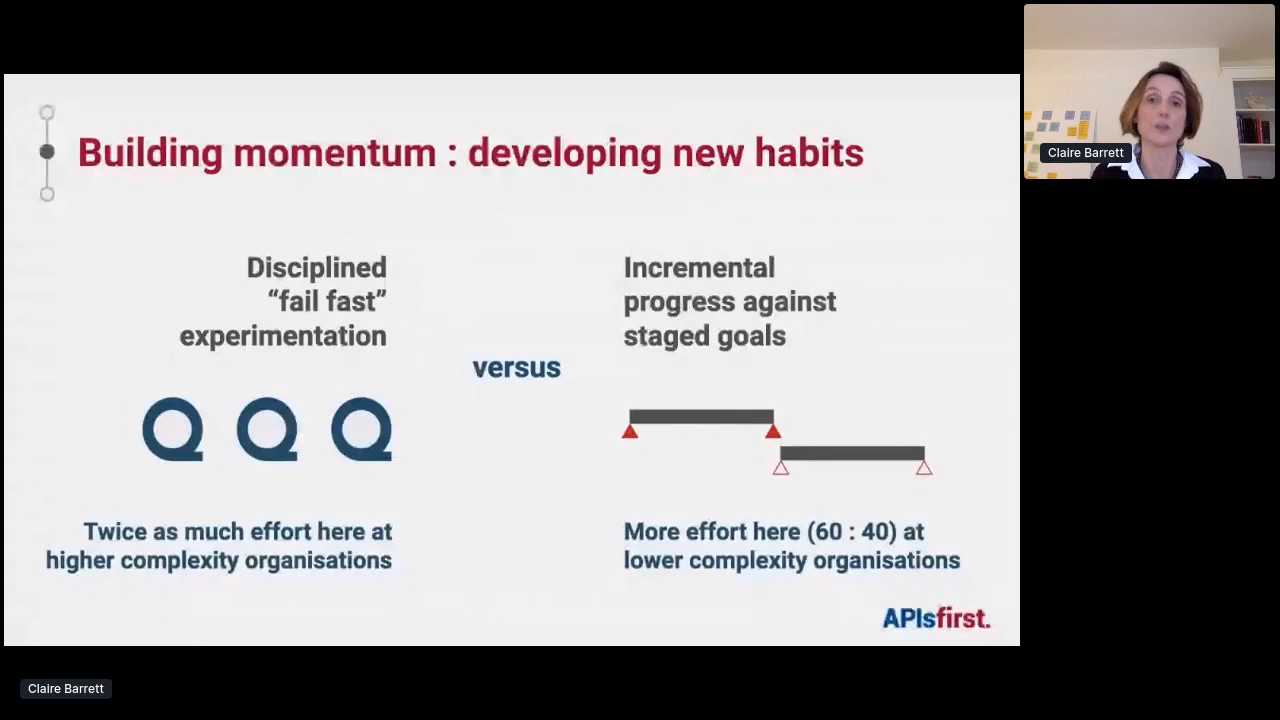 Building momentum : developing new habits
Disciplined
“fail fast”
experimentation
versus
Incremental
progress against
staged goals
Twice as much effort here at
higher complexity organisations
More effort here (60 : 40) at
lower complexity organisations
APIsfirst.
Claire Barrett
Claire Barrett